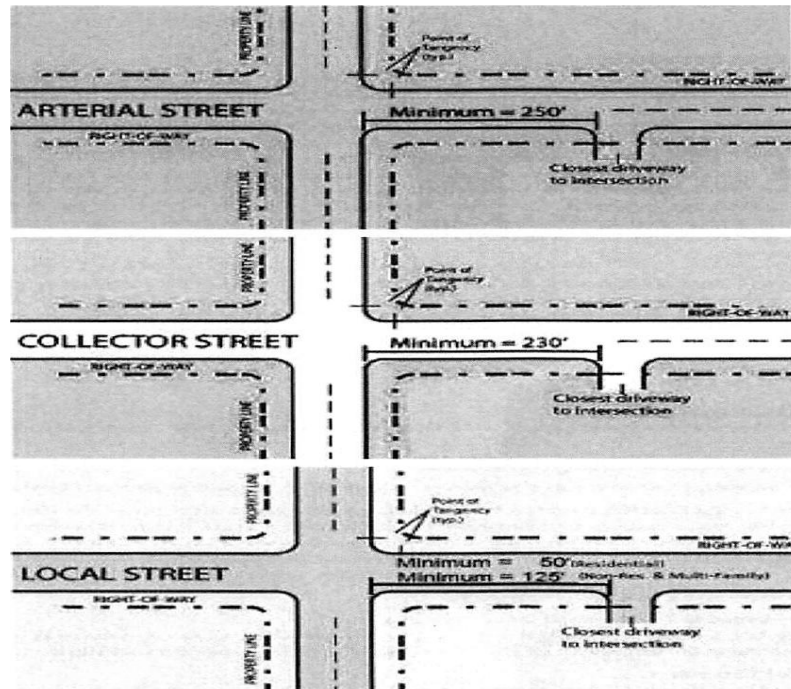 PROPERTY LINE
Point of
Tangency
(typ.)
RIGHT-OF-WAY
ARTERIAL STREET
Minimum = 250'
RIGHT-OF-WAY
PROPERTY LINE
Closest driveway
to Intersection
PROPERTY LINE
Point of
Tangency
(typ.)
RIGHT-OF-WAY
COLLECTOR STREET
Minimum = 230'
RIGHT-OF-WAY
PROPERTY LINE
Closest driveway
to Intersection
PROPERTY LINE
Point of
Tangency
(typ.)
RIGHT-OF-WA
LOCAL STREET
Minimum = 50' (Residential)
Minimum = 125' (Non-Res. & Multi-Family)
RIGHT-OF-WAY
PROPERTY LINE
Closest driveway
to Intersection